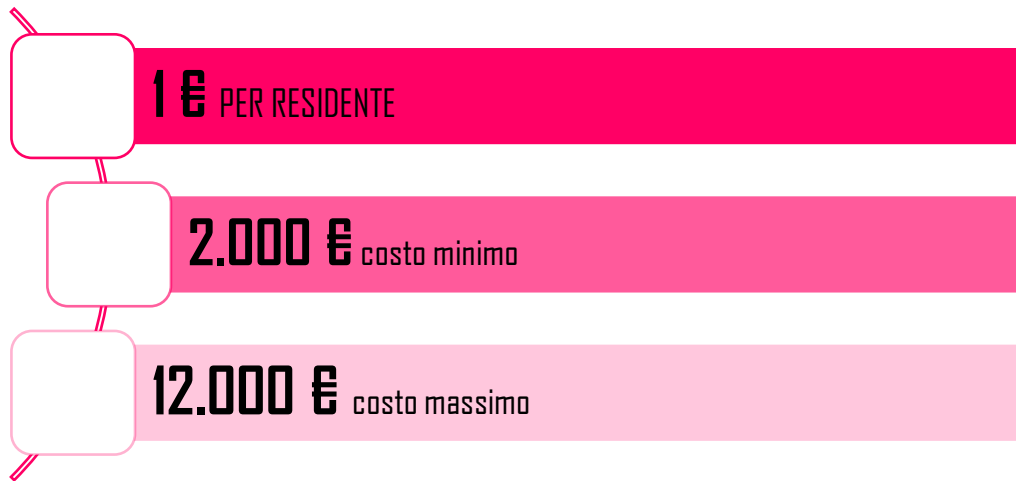 1 € PER RESIDENTE
2.000 € costo minimo
12.000 € costo massimo